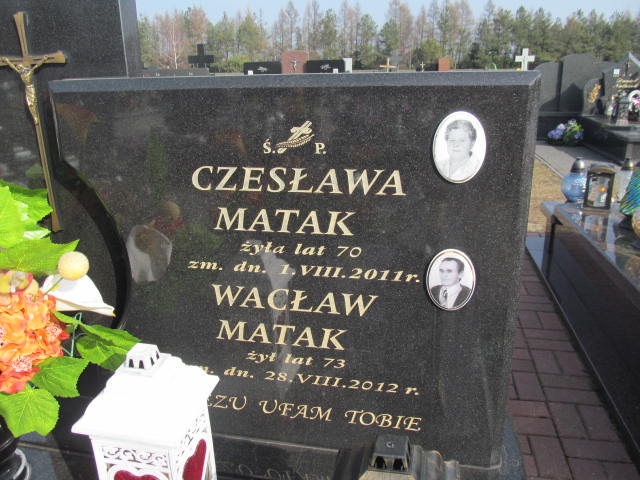 Ś. P.
CZESŁAWA
MATAK
żyła lat 70
zm. dn. 1.VIII.2011r.
WACŁAW
MATAK
żył lat 73
m. dn. 28.VIII.2012 r.
UFAM TOBIE